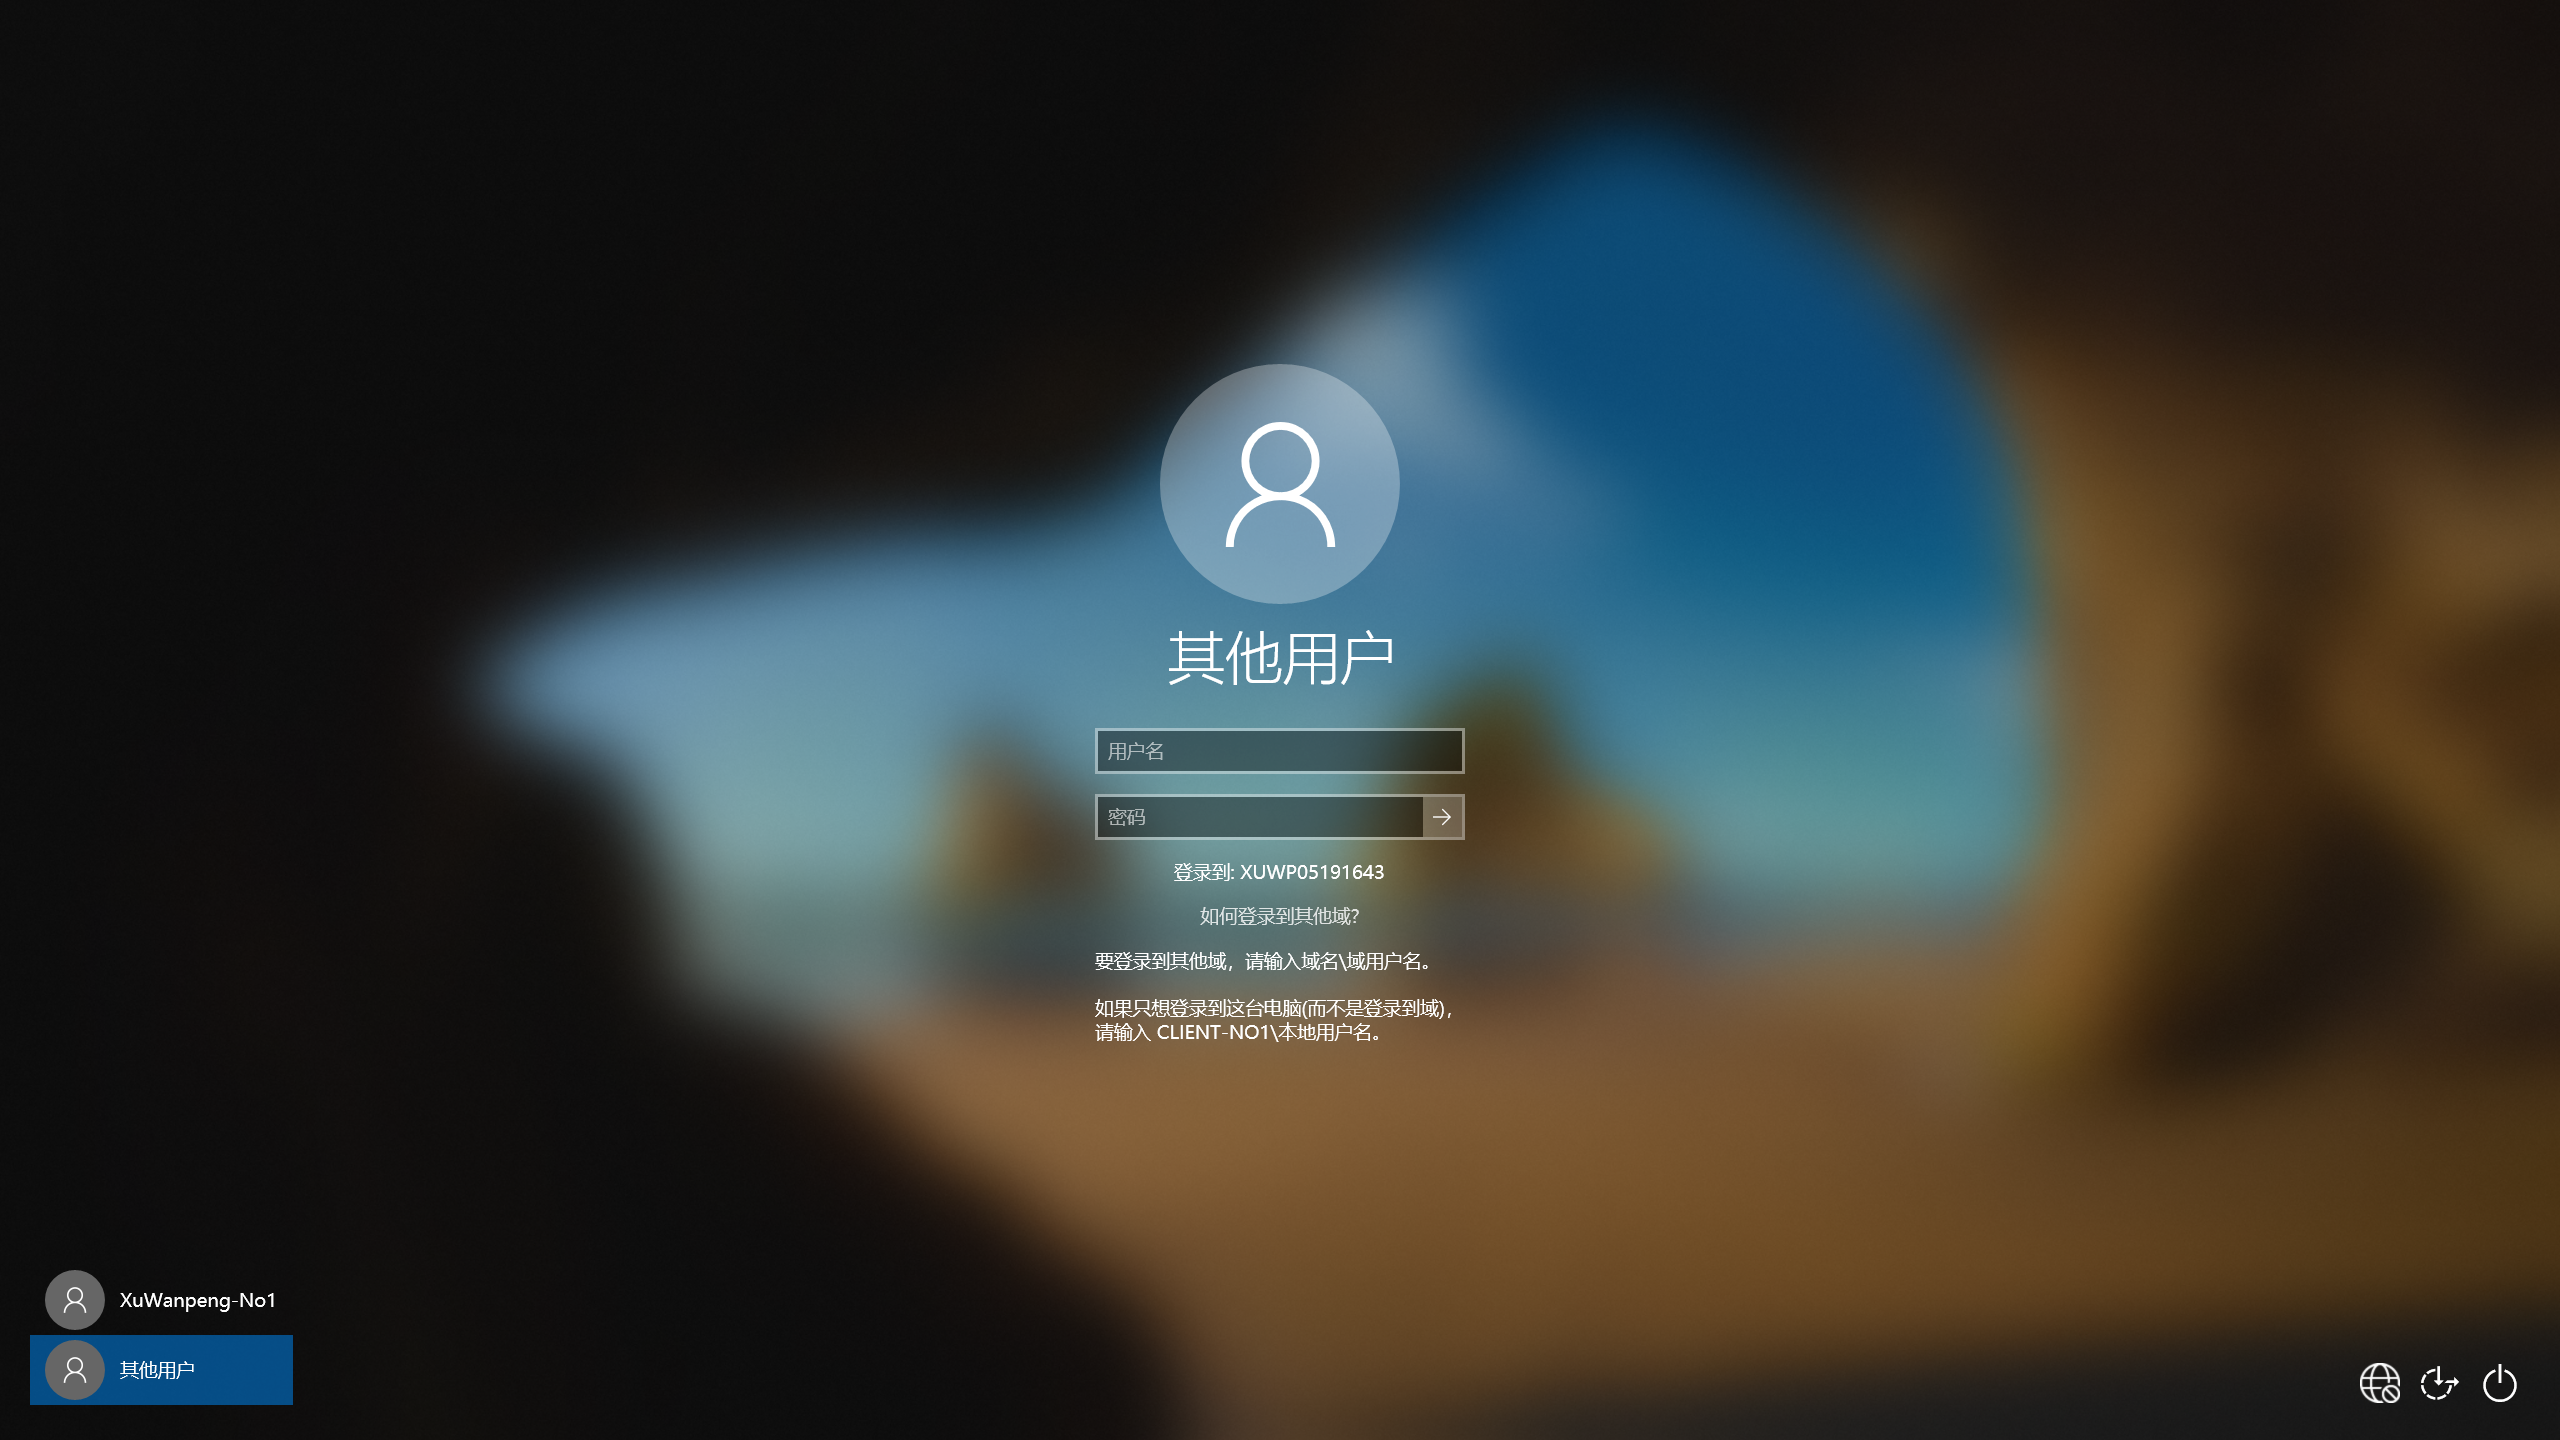 其他用户
用户名
密码
登录到: XUWP05191643
如何登录到其他域?
要登录到其他域，请输入域名\域用户名。
如果只想登录到这台电脑(而不是登录到域)，
请输入 CLIENT-NO1\本地用户名。
XuWanpeng-No1
其他用户